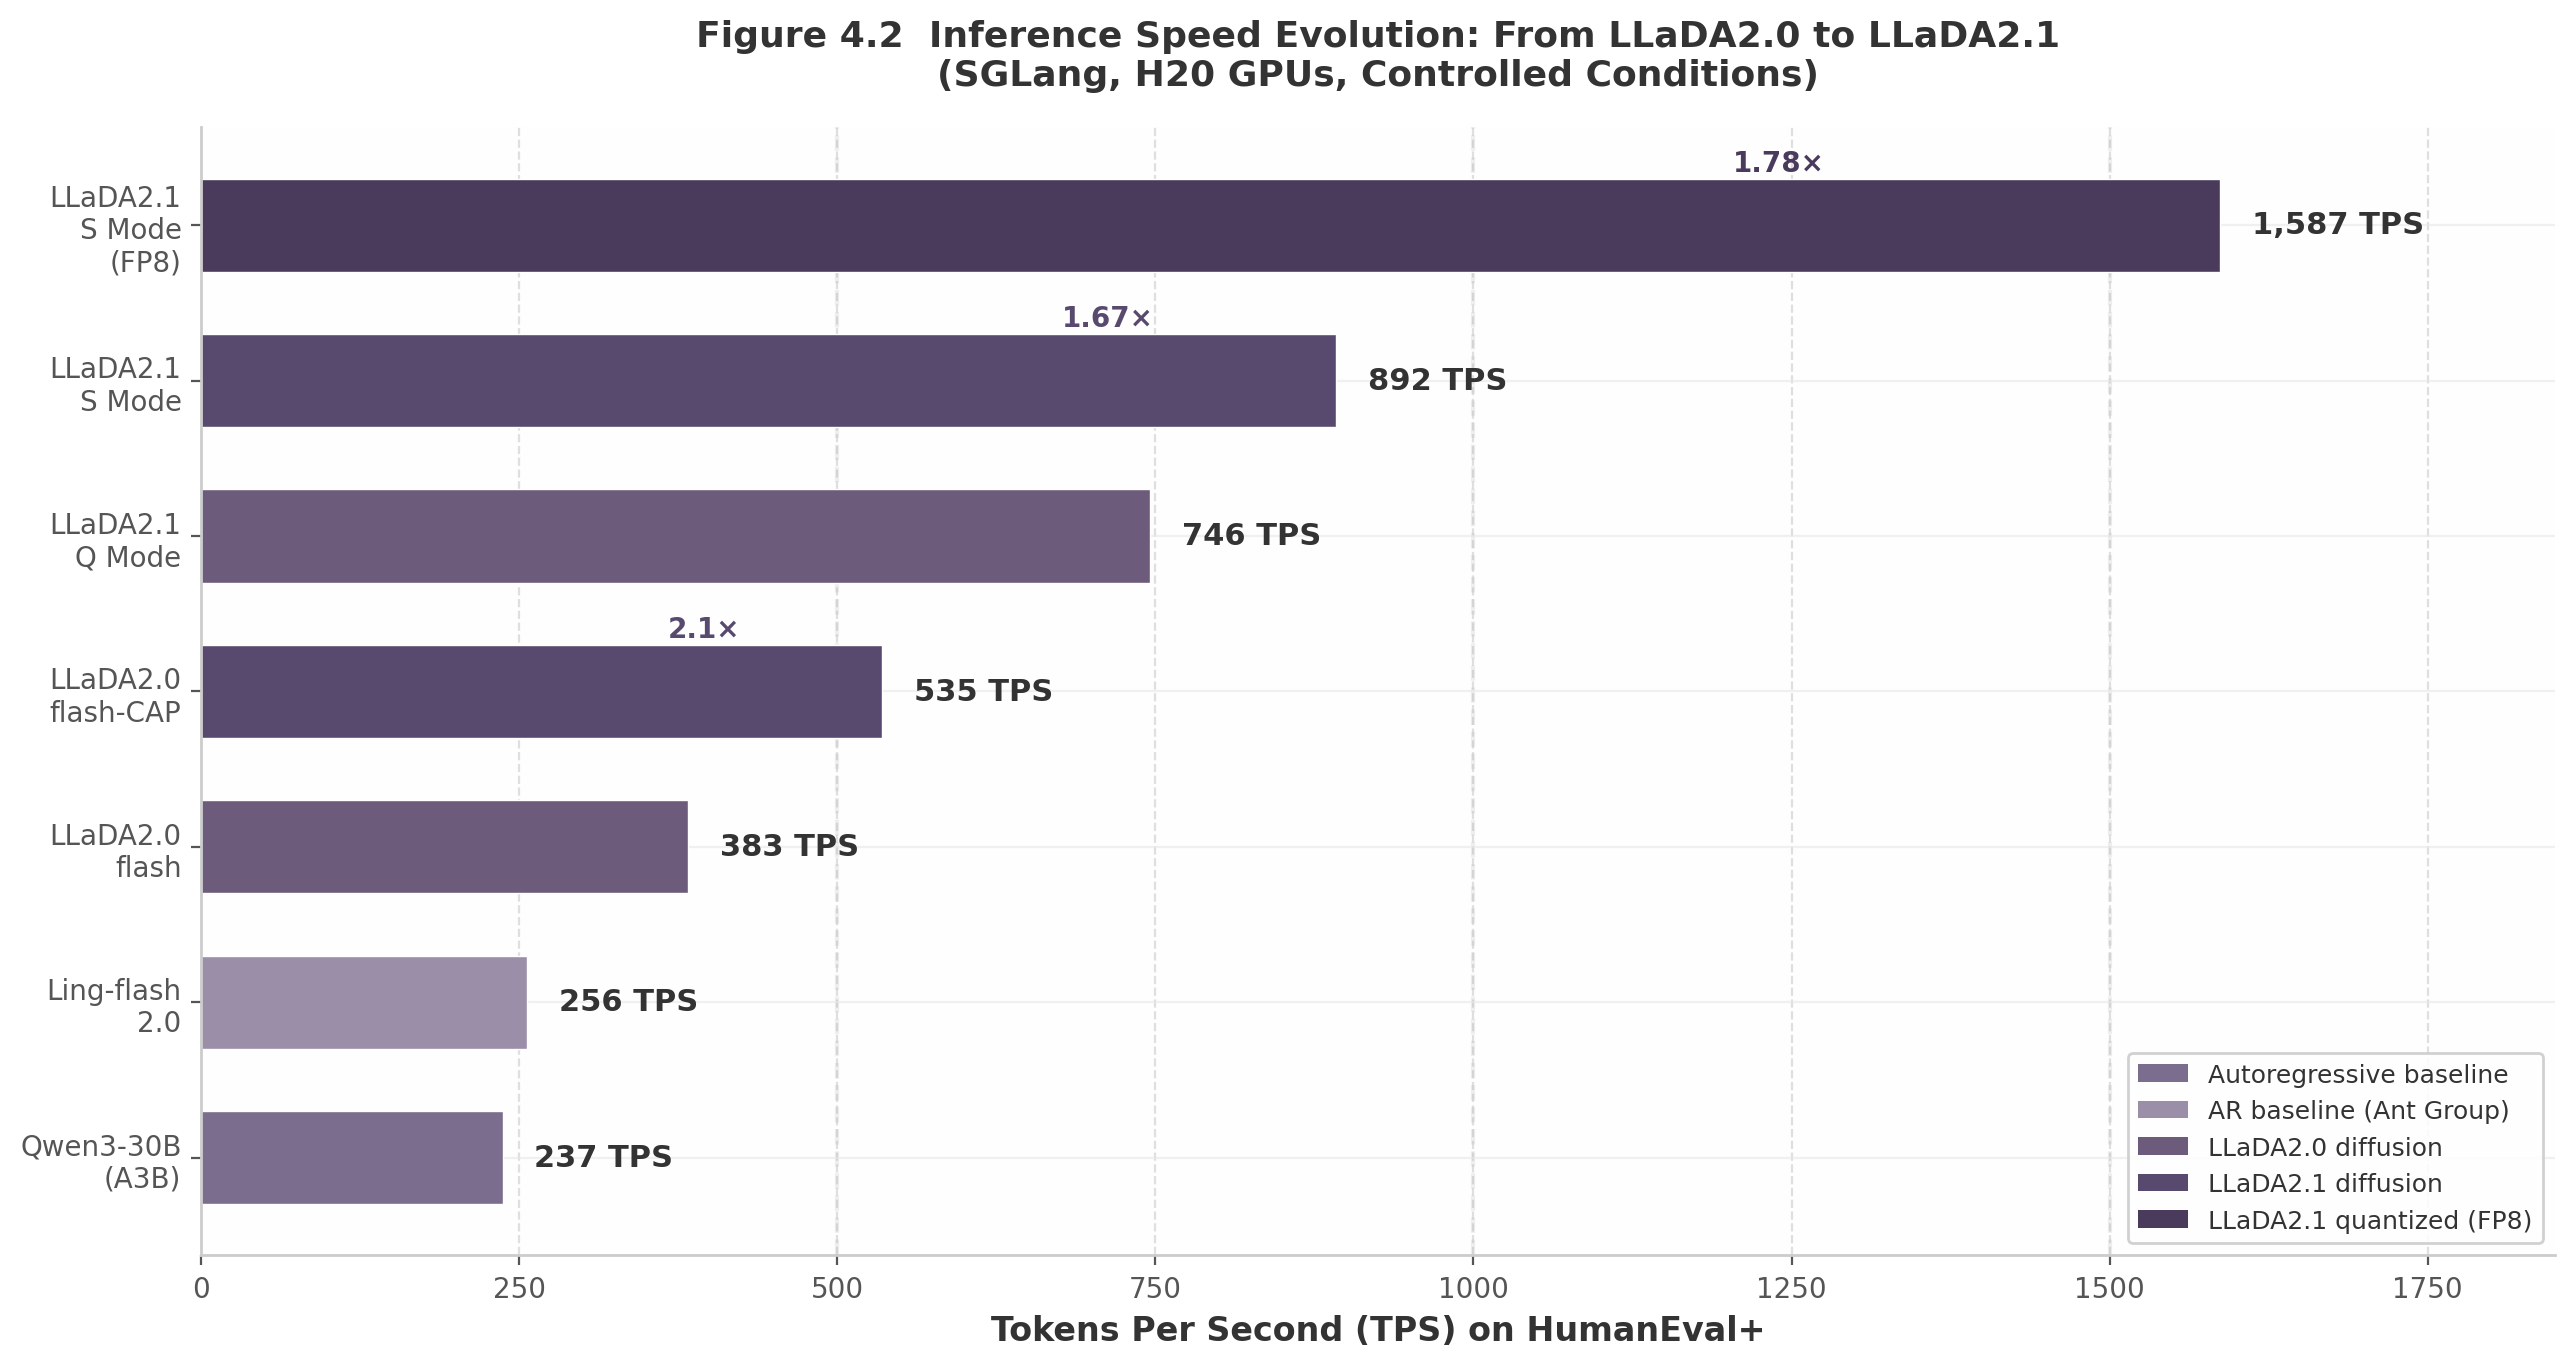 Figure 4.2  Inference Speed Evolution: From LLaDA2.0 to LLaDA2.1
(SGLang, H20 GPUs, Controlled Conditions)
LLaDA2.1
S Mode
(FP8)
1.78×
1,587 TPS
LLaDA2.1
S Mode
1.67×
892 TPS
LLaDA2.1
Q Mode
746 TPS
LLaDA2.0
flash-CAP
2.1×
535 TPS
LLaDA2.0
flash
383 TPS
Ling-flash
2.0
256 TPS
Qwen3-30B
(A3B)
237 TPS
Autoregressive baseline
AR baseline (Ant Group)
LLaDA2.0 diffusion
LLaDA2.1 diffusion
LLaDA2.1 quantized (FP8)
0 250 500 750 1000 1250 1500 1750
Tokens Per Second (TPS) on HumanEval+